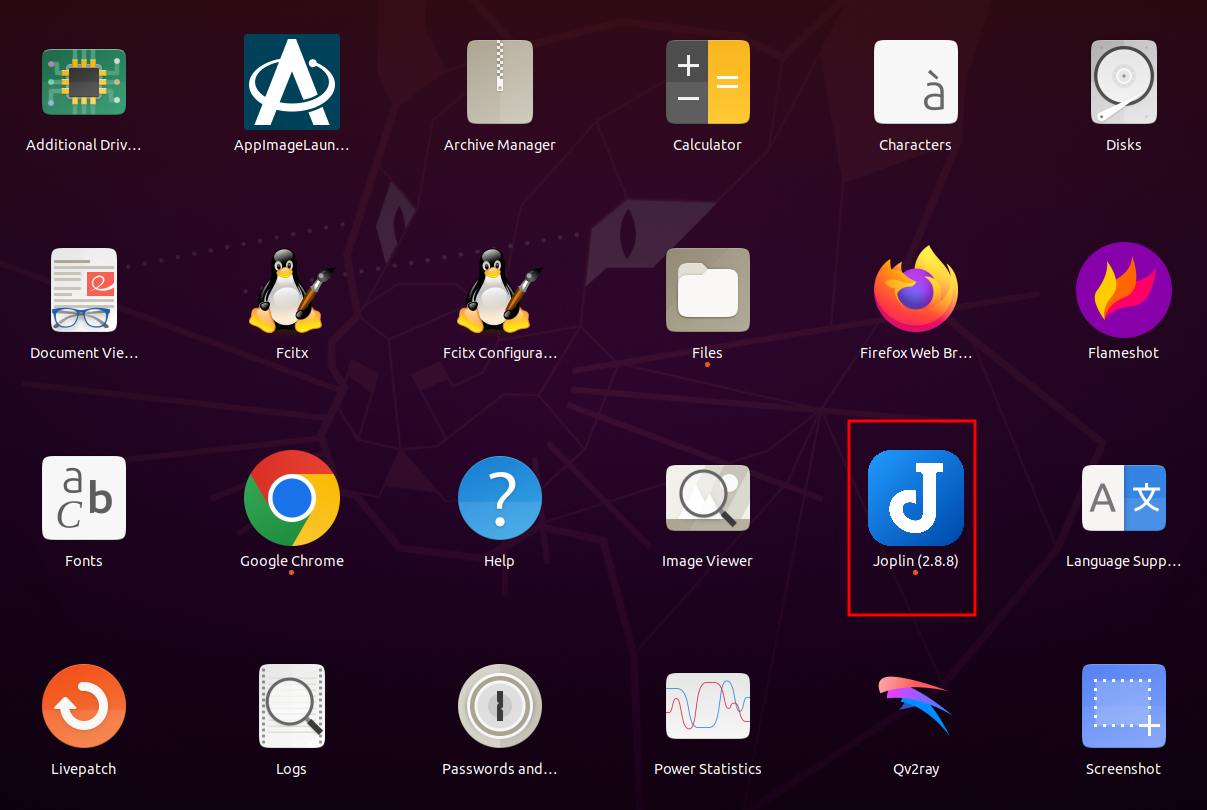 Additional Driv…
AppImageLaun…
Archive Manager
Calculator
à
Characters
Disks
Document Vie…
Fcitx
Fcitx Configura…
Files
Firefox Web Br…
Flameshot
a
b
C
Fonts
Google Chrome
?
Help
Image Viewer
J
Joplin (2.8.8)
A 文
Language Supp…
Livepatch
Logs
Passwords and…
Power Statistics
Qv2ray
Screenshot